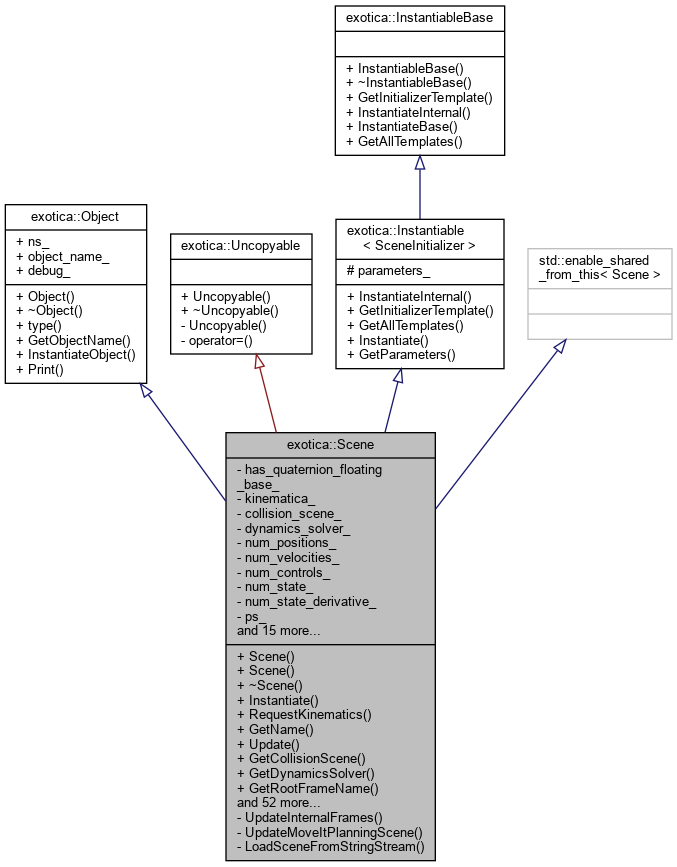 exotica::InstantiableBase
+ InstantiableBase()
+ ~InstantiableBase()
+ GetInitializerTemplate()
+ InstantiateInternal()
+ InstantiateBase()
+ GetAllTemplates()
exotica::Object
+ ns_
+ object_name_
+ debug_
+ Object()
+ ~Object()
+ type()
+ GetObjectName()
+ InstantiateObject()
+ Print()
exotica::Uncopyable
+ Uncopyable()
+ ~Uncopyable()
- Uncopyable()
- operator=()
exotica::Instantiable
< SceneInitializer >
# parameters_
+ InstantiateInternal()
+ GetInitializerTemplate()
+ GetAllTemplates()
+ Instantiate()
+ GetParameters()
std::enable_shared
_from_this< Scene >
exotica::Scene
- has_quaternion_floating
_base_
- kinematica_
- collision_scene_
- dynamics_solver_
- num_positions_
- num_velocities_
- num_controls_
- num_state_
- num_state_derivative_
- ps_
and 15 more...
+ Scene()
+ Scene()
+ ~Scene()
+ Instantiate()
+ RequestKinematics()
+ GetName()
+ Update()
+ GetCollisionScene()
+ GetDynamicsSolver()
+ GetRootFrameName()
and 52 more...
- UpdateInternalFrames()
- UpdateMoveItPlanningScene()
- LoadSceneFromStringStream()